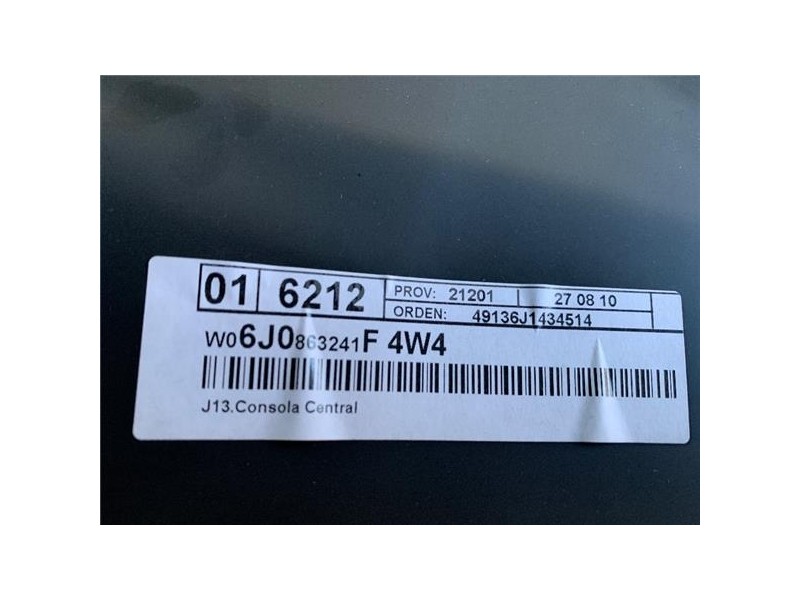 01 6212 PROV: 21201 27 08 10
ORDEN: 49136J1434514
W06J0863241F 4W4
J13.Consola Central